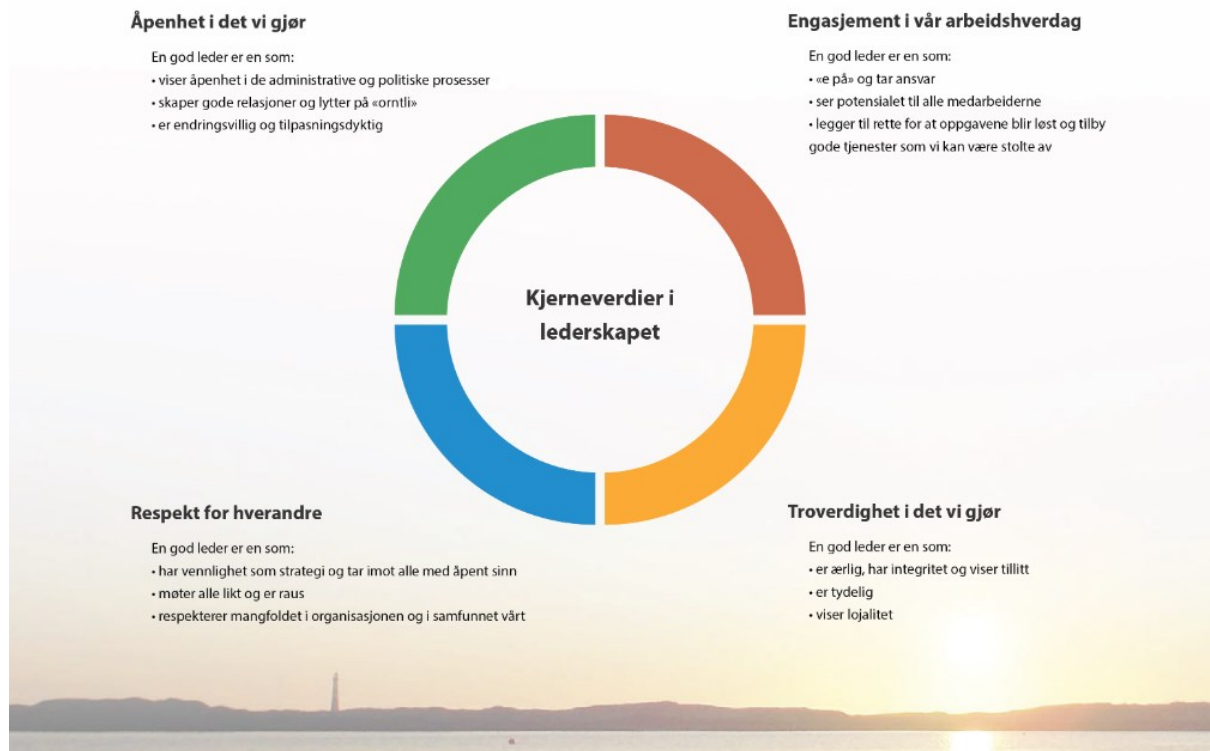 Åpenhet i det vi gjør
En god leder er en som:
• viser åpenhet i de administrative og politiske prosesser
• skaper gode relasjoner og lytter på «orntli»
• er endringsvillig og tilpasningsdyktig
Engasjement i vår arbeidshverdag
En god leder er en som:
• «e på» og tar ansvar
• ser potensialet til alle medarbeiderne
• legger til rette for at oppgavene blir løst og tilby
gode tjenester som vi kan være stolte av
Kjerneverdier i
lederskapet
Respekt for hverandre
En god leder er en som:
• har vennlighet som strategi og tar imot alle med åpent sinn
• møter alle likt og er raus
• respekterer mangfoldet i organisasjonen og i samfunnet vårt
Troverdighet i det vi gjør
En god leder er en som:
• er ærlig, har integritet og viser tillitt
• er tydelig
• viser lojalitet